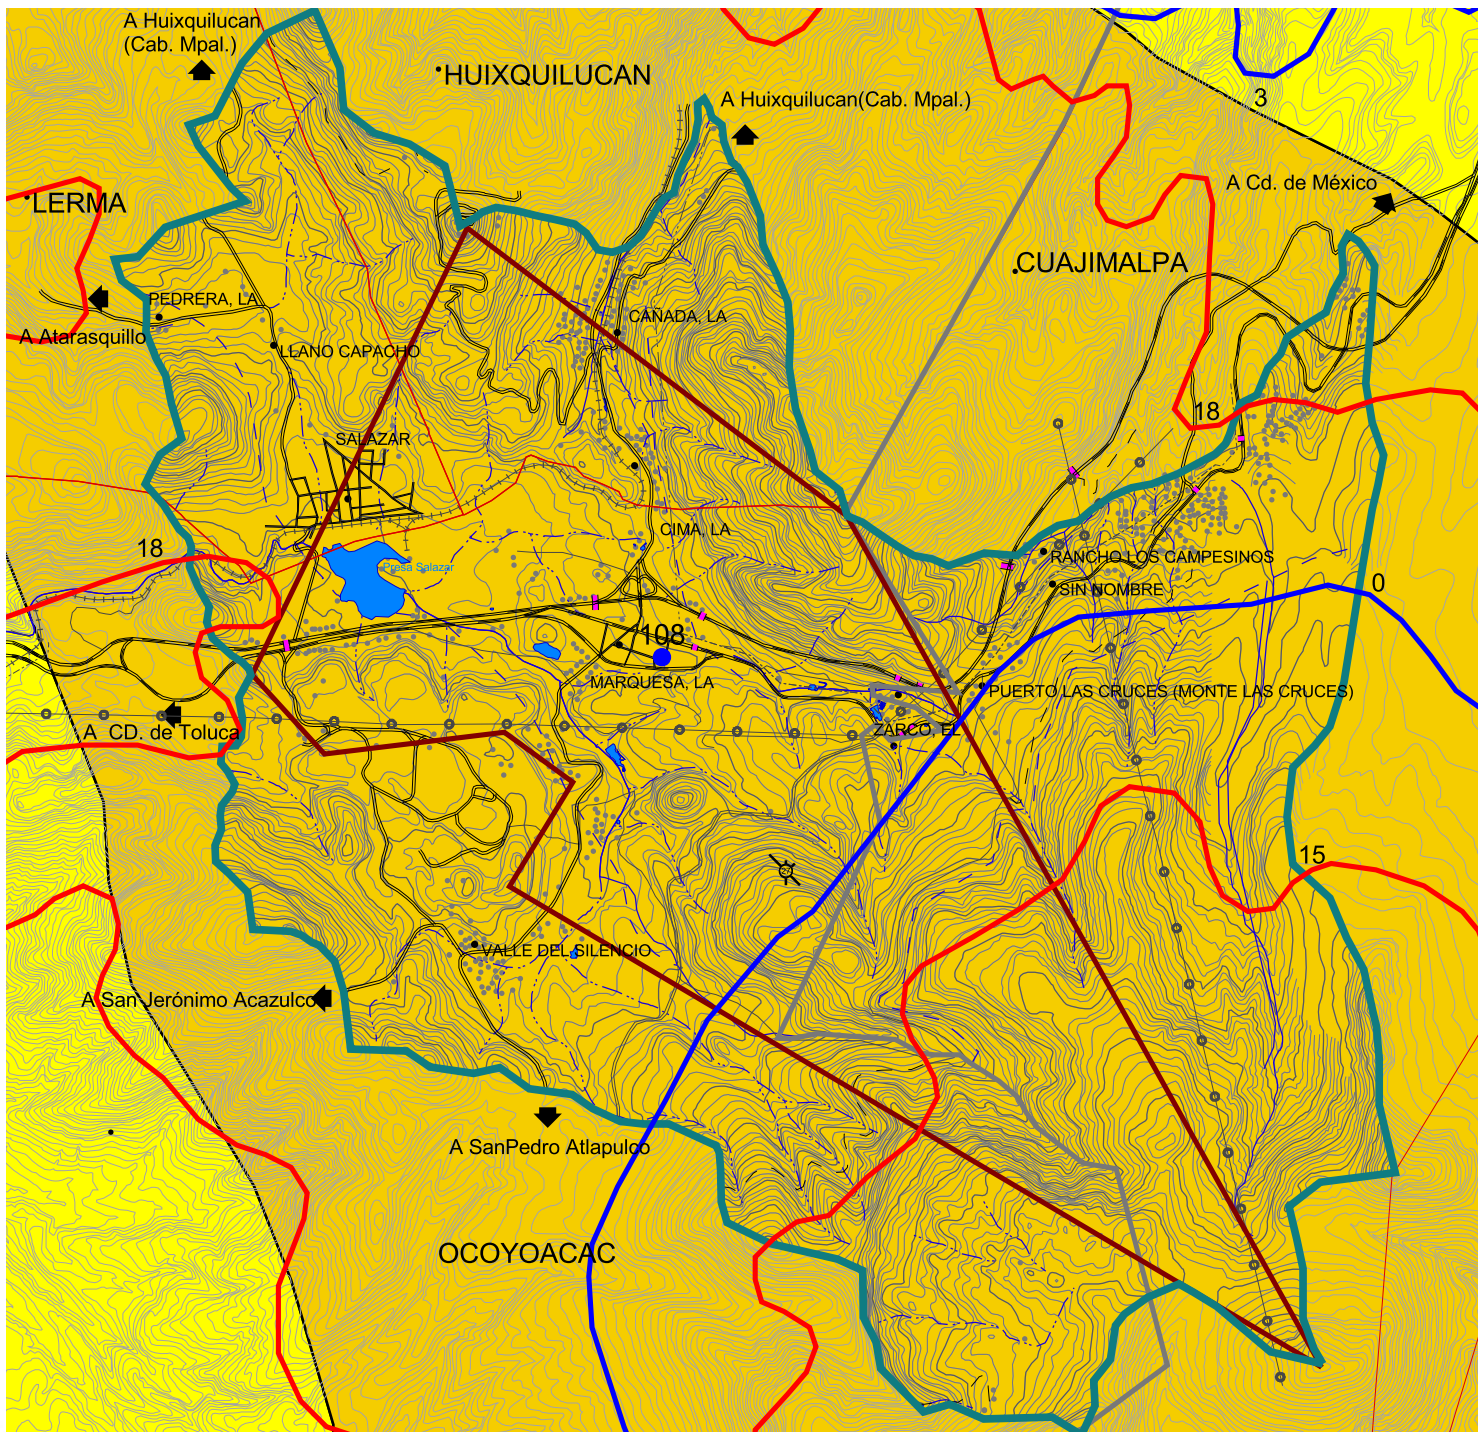 A Huixquilucan
(Cab. Mpal.)
HUIXQUILUCAN
A Huixquilucan(Cab. Mpal.)
3
A Cd. de México
LERMA
CUAJIMALPA
PEDRERA, LA
A Atarasquillo
CAÑADA, LA
LLANO CAPACHO
18
SALAZAR
CIMA, LA
18
RANCHO LOS CAMPESINOS
Presa Salazar
SIN NOMBRE
0
108
MARQUESA, LA
PUERTO LAS CRUCES (MONTE LAS CRUCES)
A CD. de Toluca
ZARCO, EL
15
VALLE DEL SILENCIO
A San Jerónimo Acazulco
A SanPedro Atlapulco
OCOYOACAC